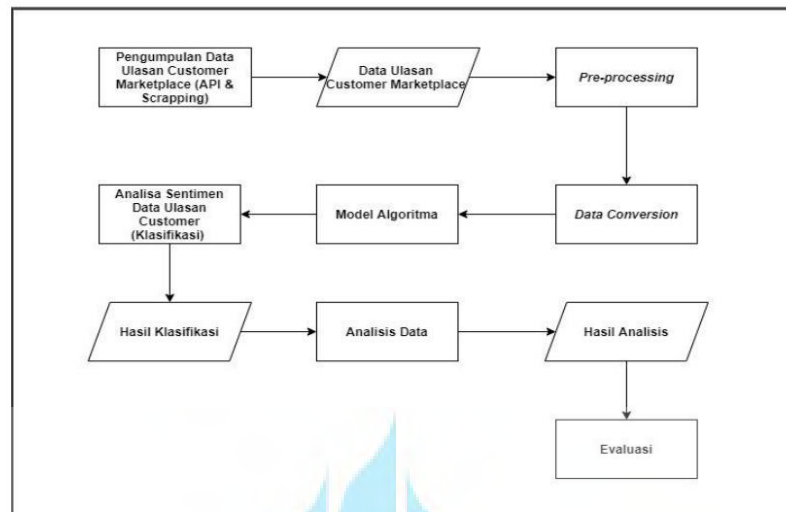 Pengumpulan Data
Ulasan Customer
Marketplace (API &
Scrapping)
Data Ulasan
Customer Marketplace
Pre-processing
Analisa Sentimen
Data Ulasan
Customer
(Klasifikasi)
Model Algoritma
Data Conversion
Hasil Klasifikasi
Analisis Data
Hasil Analisis
Evaluasi